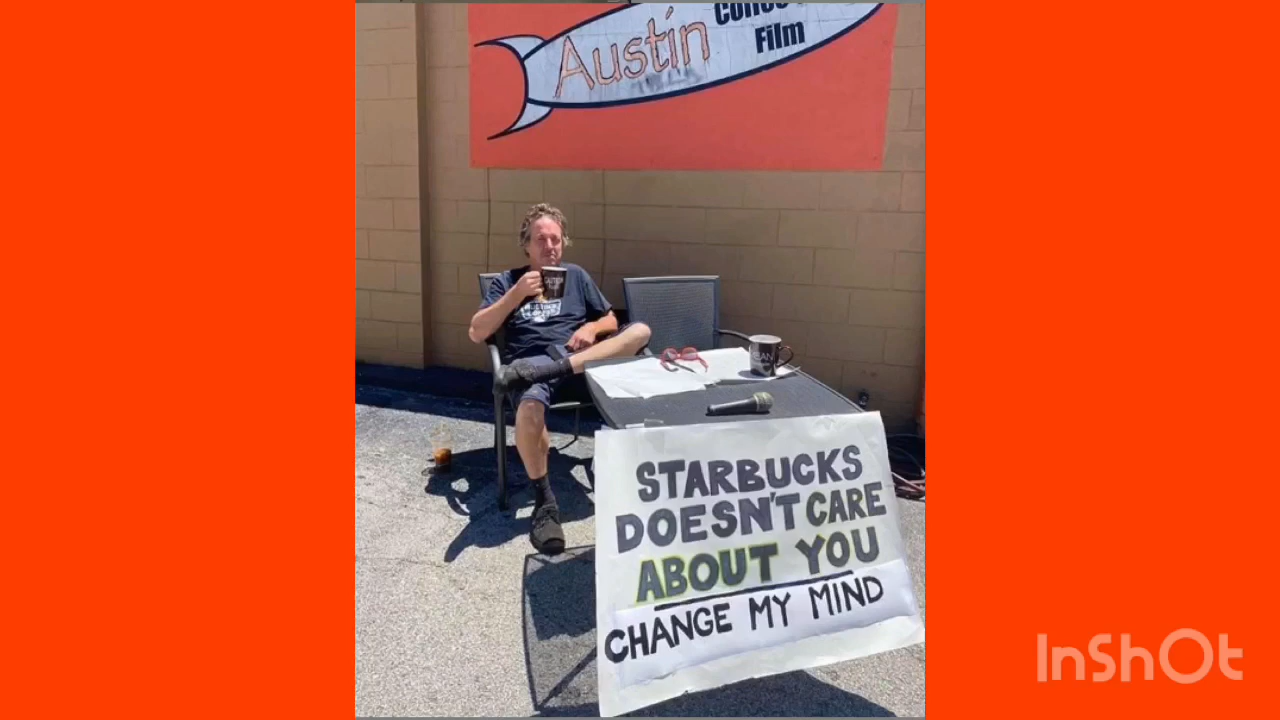 Austin
Film
STARBUCKS
DOESN'T CARE
ABOUT YOU
CHANGE MY MIND
InShOt